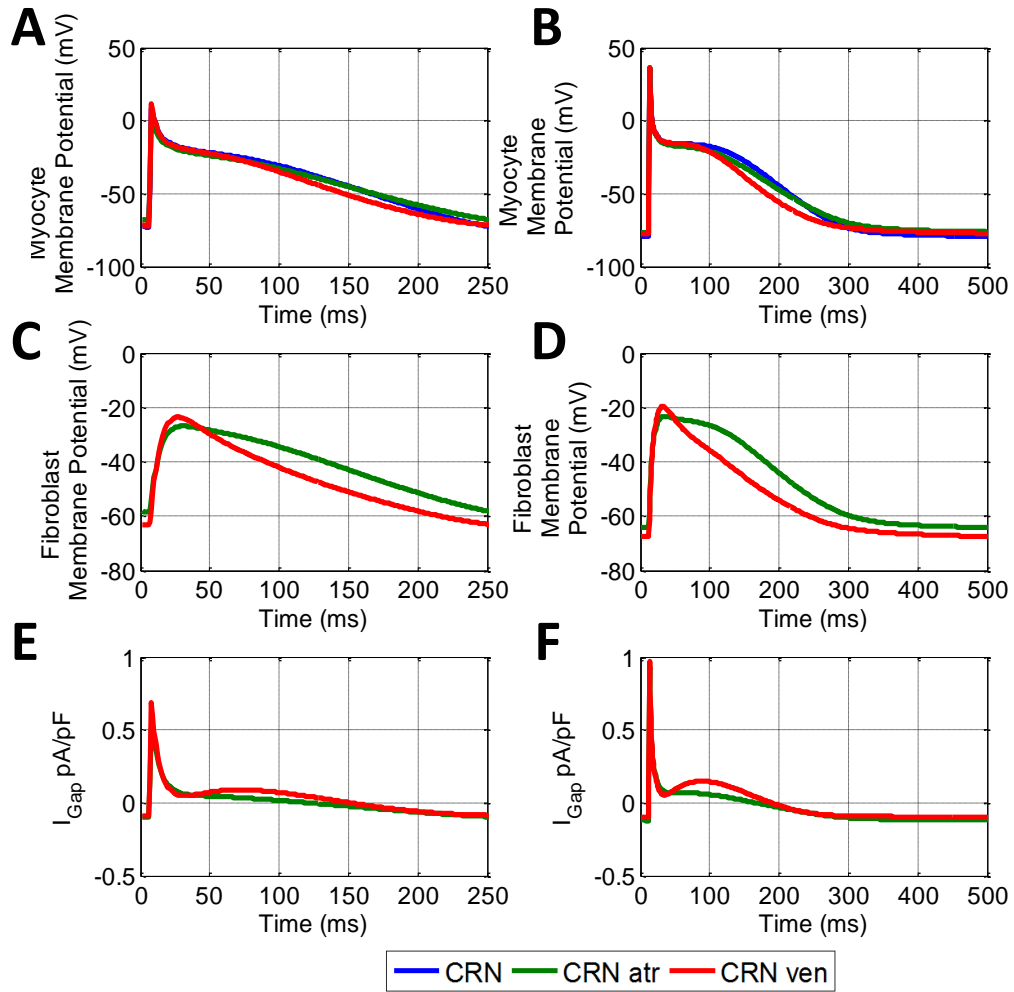 A
B
Myocyte
Membrane Potential (mV)
50
0
-50
-100
0 50 100 150 200 250
Time (ms)
Myocyte
Membrane
Potential (mV)
50
0
-50
-100
0 100 200 300 400 500
Time (ms)
C
D
Fibroblast
Membrane Potential (mV)
0
-20
-40
-60
-80
0 50 100 150 200 250
Time (ms)
Fibroblast
Membrane
Potential (mV)
0
-20
-40
-60
-80
0 100 200 300 400 500
Time (ms)
E
F
IGap pA/pF
1
0.5
0
-0.5
0 50 100 150 200 250
Time (ms)
IGap pA/pF
1
0.5
0
-0.5
0 100 200 300 400 500
Time (ms)
CRN CRN atr CRN ven